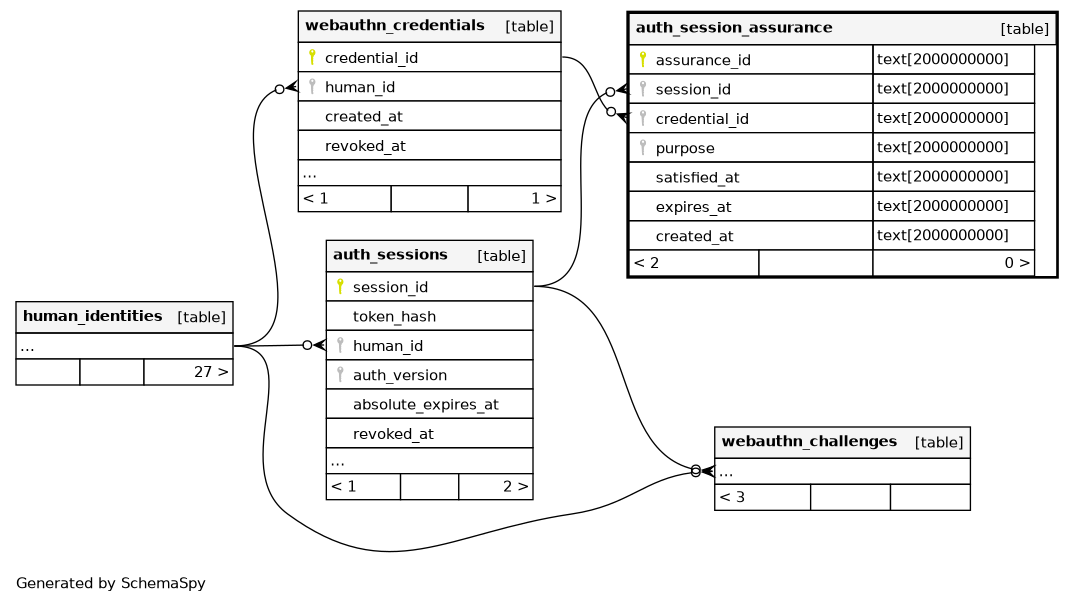 webauthn_credentials [table]
credential_id
human_id
created_at
revoked_at
...
< 1 1 >
auth_session_assurance [table]
assurance_id text[2000000000]
session_id text[2000000000]
credential_id text[2000000000]
purpose text[2000000000]
satisfied_at text[2000000000]
expires_at text[2000000000]
created_at text[2000000000]
< 2 0 >
auth_sessions [table]
session_id
token_hash
human_id
auth_version
absolute_expires_at
revoked_at
...
< 1 2 >
human_identities [table]
...
27 >
webauthn_challenges [table]
...
< 3
Generated by SchemaSpy